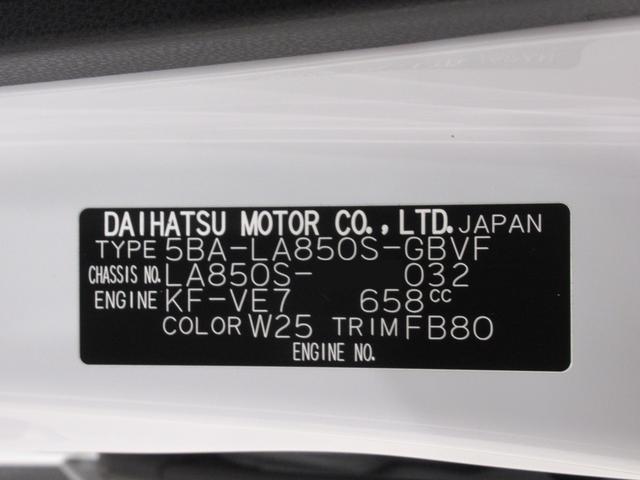 DAIHATSU MOTOR CO.,LTD. JAPAN
TYPE 5BA-LA850S-GBVF
CHASSIS NO. LA850S- 032
ENGINE KF-VE7 658cc
COLOR W25 TRIM FB80
ENGINE NO.